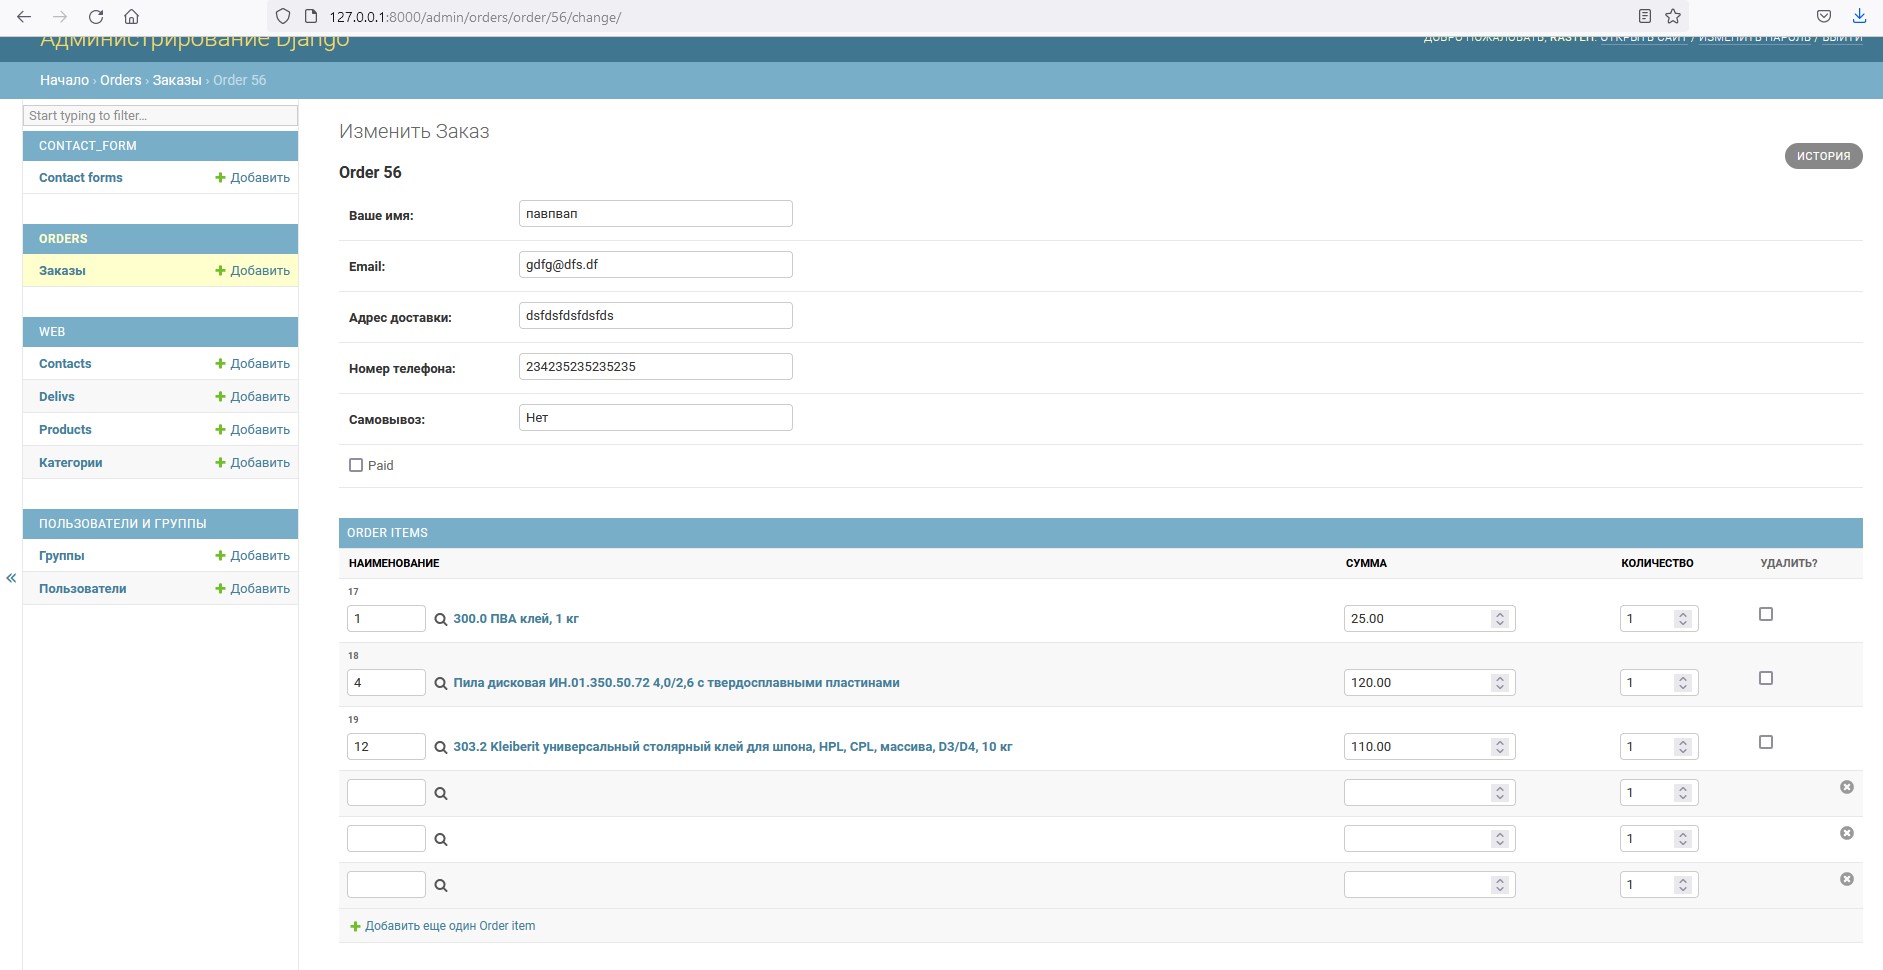 127.0.0.1:8000/admin/orders/order/56/change/
Администрирование Django
ДОБРО ПОЖАЛОВАТЬ, ОТКРЫТЬ САЙТ / ИЗМЕНИТЬ ПАРОЛЬ / ВЫЙТИ
Начало › Orders › Заказы › Order 56
Start typing to filter...
CONTACT_FORM
Contact forms Добавить
ORDERS
Заказы Добавить
WEB
Contacts Добавить
Delivs Добавить
Products Добавить
Категории Добавить
ПОЛЬЗОВАТЕЛИ И ГРУППЫ
Группы Добавить
Пользователи Добавить
«
Изменить Заказ
ИСТОРИЯ
Order 56
Ваше имя: павпвап
Email: gdfg@dfs.df
Адрес доставки: dsfdsfdsfdsfds
Номер телефона: 234235235235235
Самовывоз: Нет
Paid
ORDER ITEMS
НАИМЕНОВАНИЕ СУММА КОЛИЧЕСТВО УДАЛИТЬ?
17
1 300.0 ПВА клей, 1 кг 25.00 1
18
4 Пила дисковая ИН.01.350.50.72 4,0/2,6 с твердосплавными пластинами 120.00 1
19
12 303.2 Kleiberit универсальный столярный клей для шпона, HPL, CPL, массива, D3/D4, 10 кг 110.00 1
1
1
1
Добавить еще один Order item